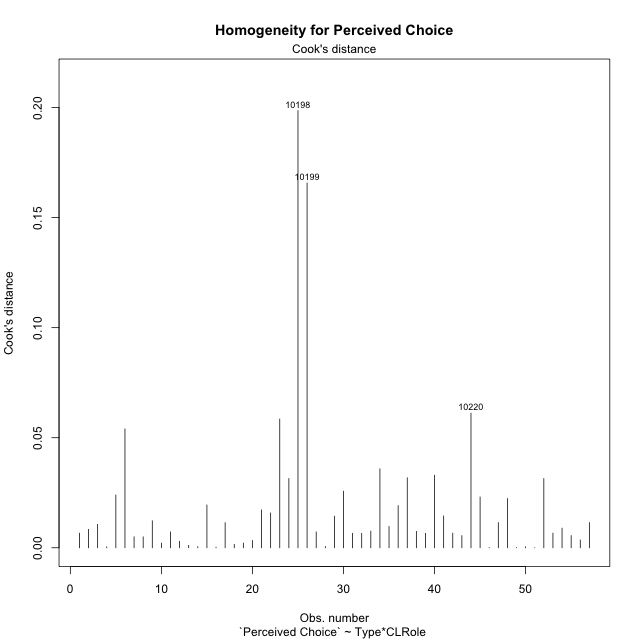 Homogeneity for Perceived Choice
Cook's distance
Cook's distance
0.00
0.05
0.10
0.15
0.20
10198
10199
10220
0
10
20
30
40
50
Obs. number
`Perceived Choice` ~ Type*CLRole